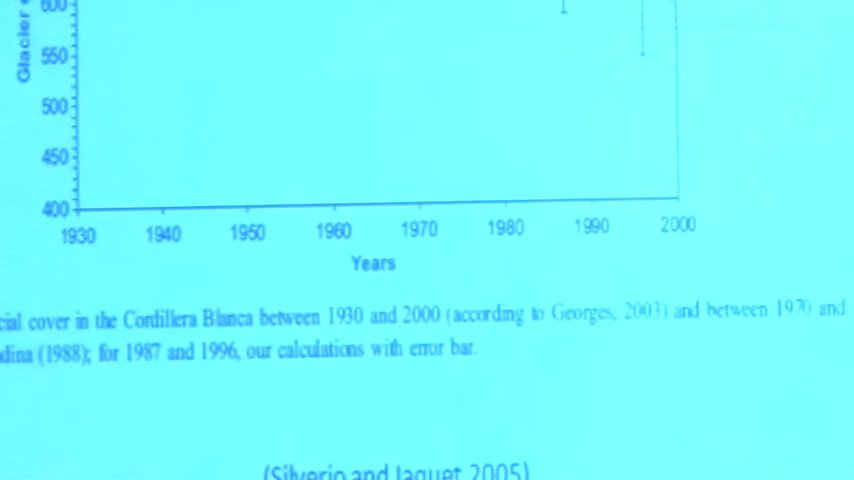 600
Glacier
550
500
450
400
1930 1940 1950 1960 1970 1980 1990 2000
Years
cial cover in the Cordillera Blanca between 1930 and 2000 (according to Georges, 2003) and between 1970 and
dina (1988); for 1987 and 1996, our calculations with error bar.
(Silverio and Jaquet 2005)